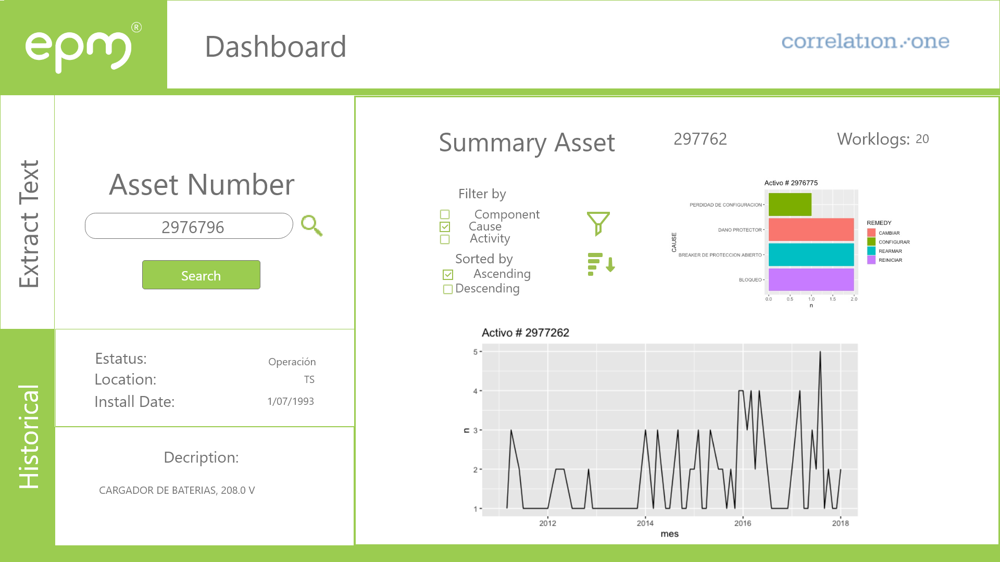 epm®
Dashboard
correlation one
Extract Text
Historical
Asset Number
2976796
Search
Estatus: Operación
Location: TS
Install Date: 1/07/1993
Decription:
CARGADOR DE BATERIAS, 208.0 V
Summary Asset 297762 Worklogs: 20
Filter by
Component
Cause
Activity
Sorted by
Ascending
Descending
Activo # 2976775
CAUSE
PERDIDAD DE CONFIGURACION
DANO PROTECTOR
BREAKER DE PROTECCION ABIERTO
BLOQUEO
0.0 0.5 1.0 1.5 2.0
n
REMEDY
CAMBIAR
CONFIGURAR
REARMAR
REINICIAR
Activo # 2977262
n
5
4
3
2
1
2012 2014 2016 2018
mes